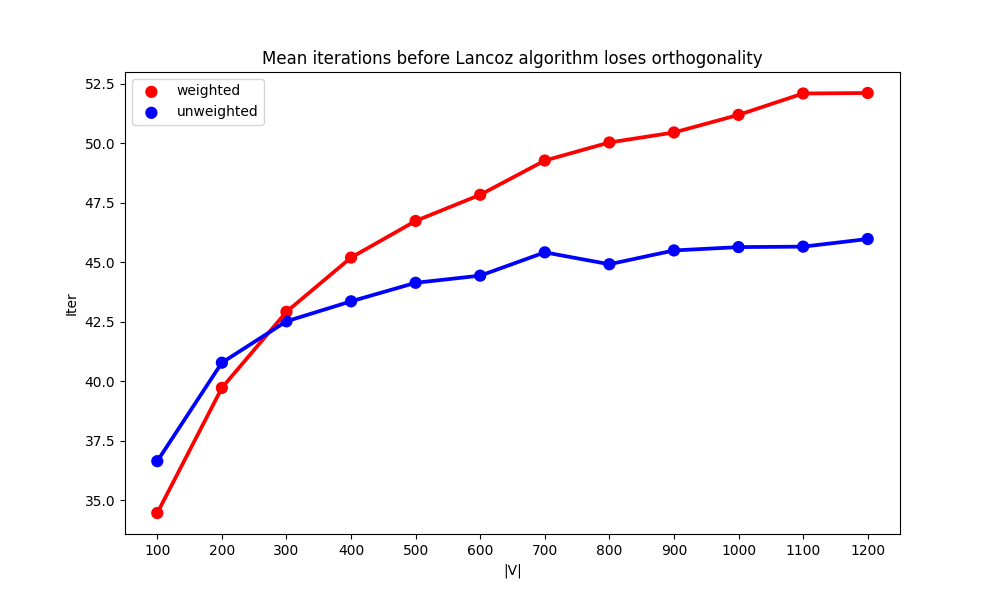 Mean iterations before Lancoz algorithm loses orthogonality
weighted
unweighted
Iter
52.5
50.0
47.5
45.0
42.5
40.0
37.5
35.0
100 200 300 400 500 600 700 800 900 1000 1100 1200
|V|